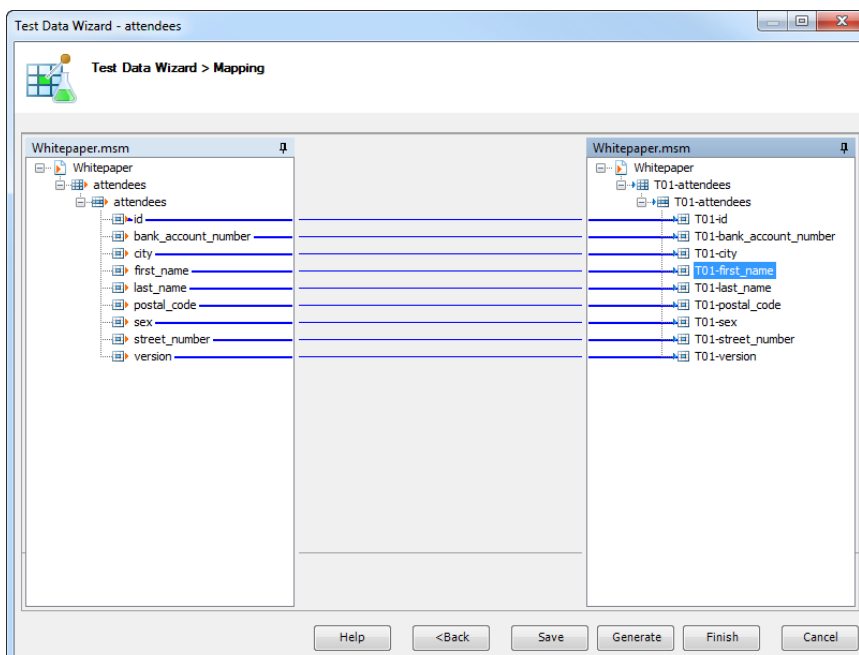 Test Data Wizard - attendees
Test Data Wizard > Mapping
Whitepaper.msm
Whitepaper
attendees
attendees
id
bank_account_number
city
first_name
last_name
postal_code
sex
street_number
version
Whitepaper.msm
Whitepaper
T01-attendees
T01-attendees
T01-id
T01-bank_account_number
T01-city
T01-first_name
T01-last_name
T01-postal_code
T01-sex
T01-street_number
T01-version
Help <Back Save Generate Finish Cancel